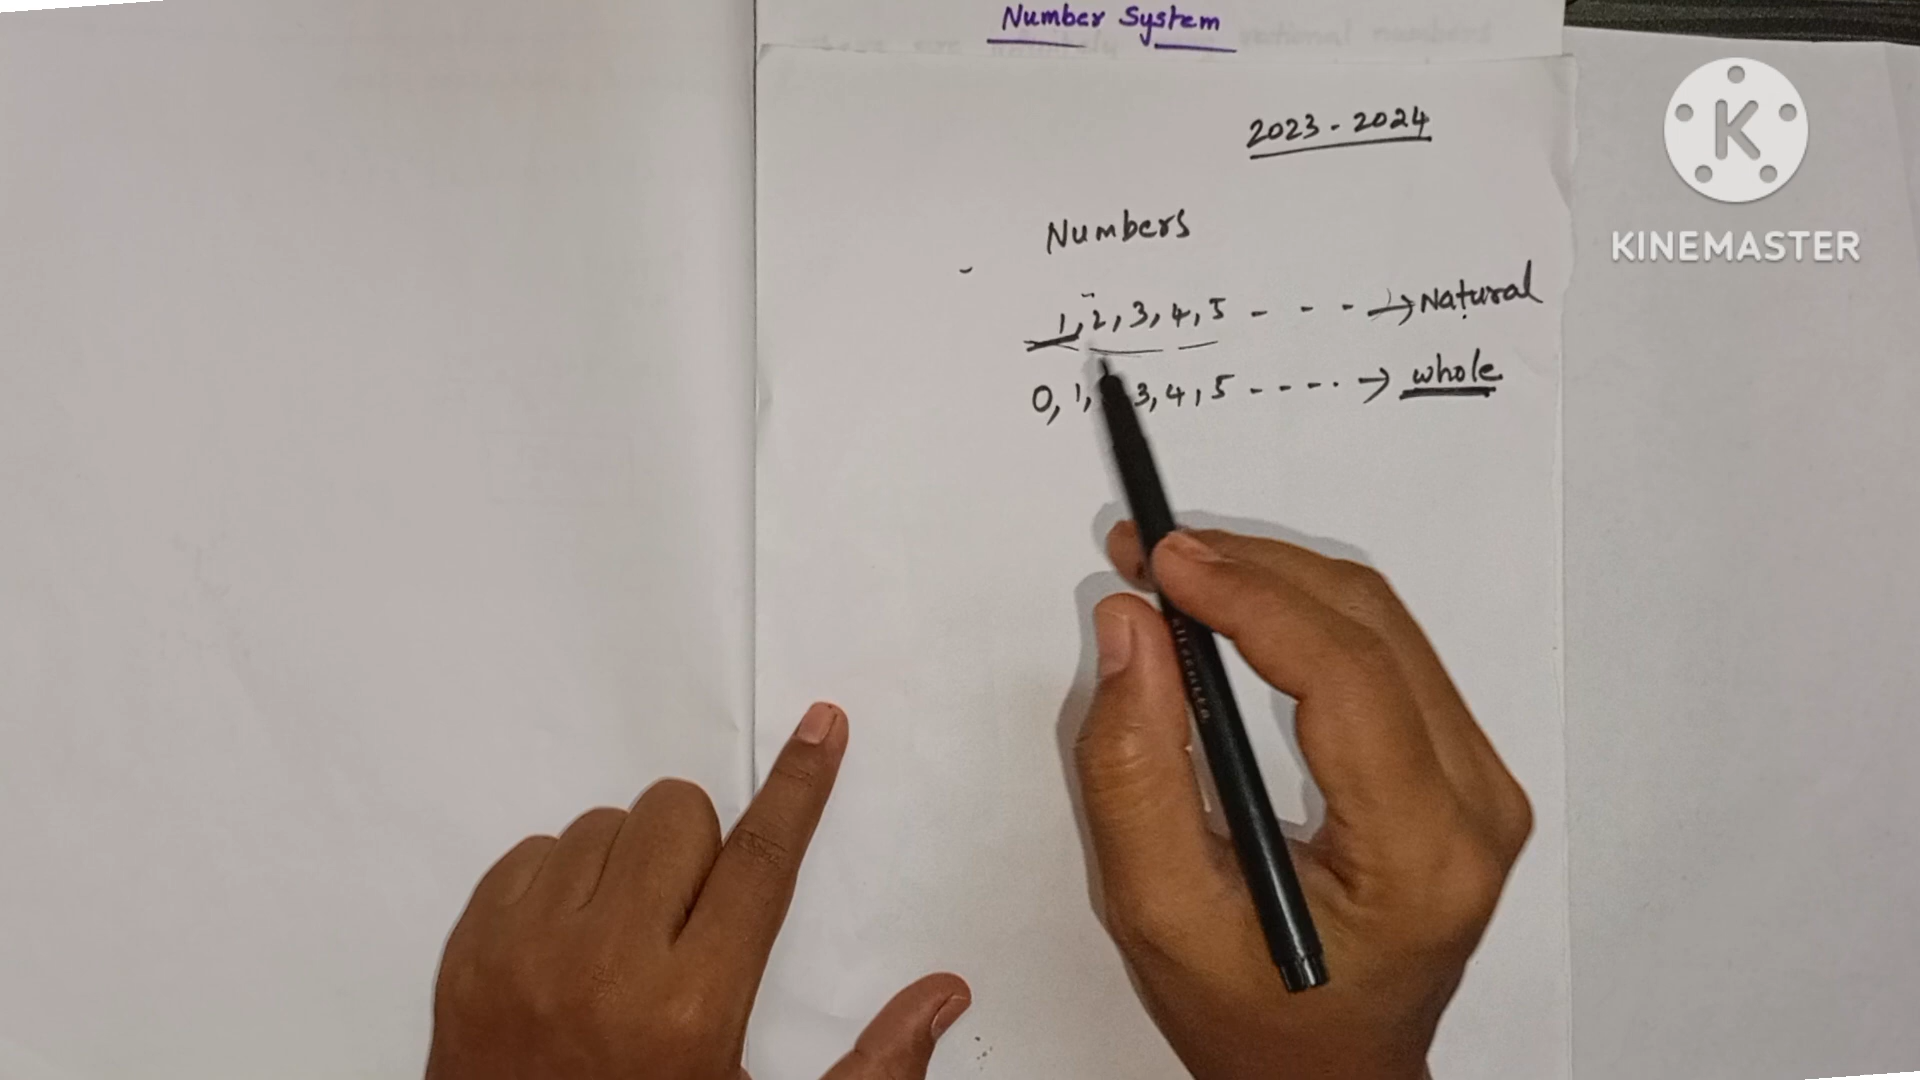 Number System
2023 - 2024
KINEMASTER
Numbers
1, 2, 3, 4, 5 - - - → Natural
0, 1, 3, 4, 5 - - - - → whole